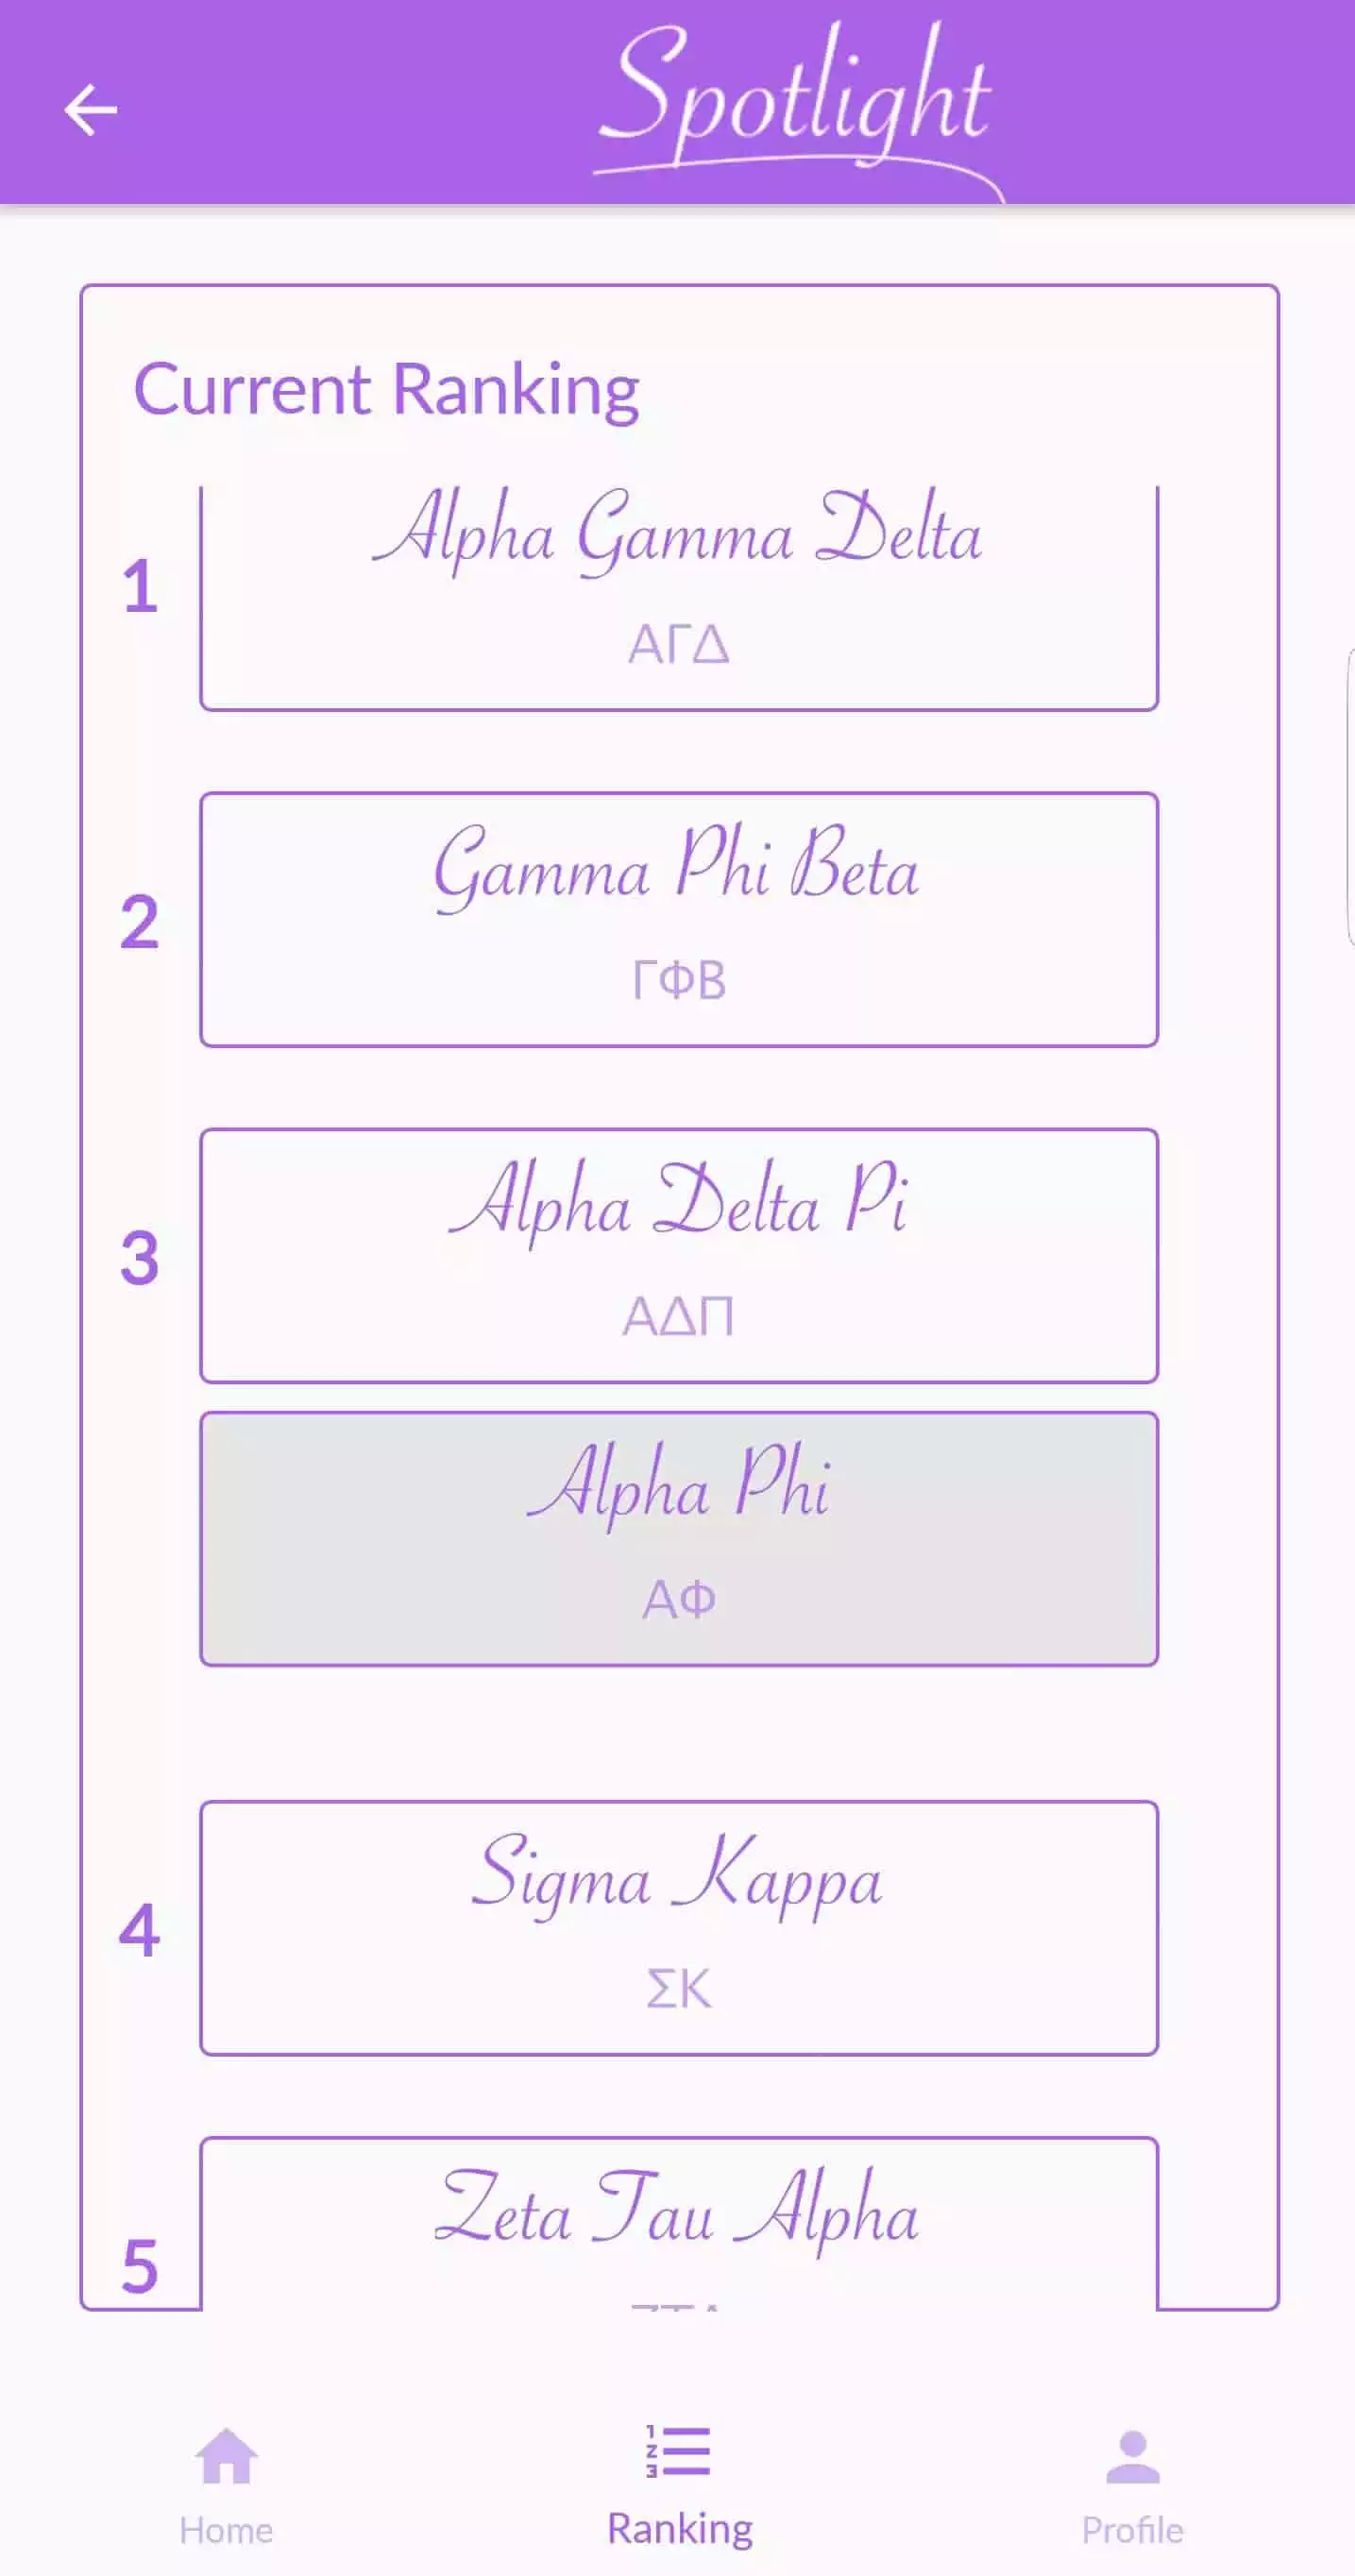 Spotlight
Current Ranking
1
Alpha Gamma Delta
ΑΓΔ
2
Gamma Phi Beta
ΓΦΒ
3
Alpha Delta Pi
ΑΔΠ
Alpha Phi
ΑΦ
4
Sigma Kappa
ΣΚ
5
Zeta Tau Alpha
Home
Ranking
Profile